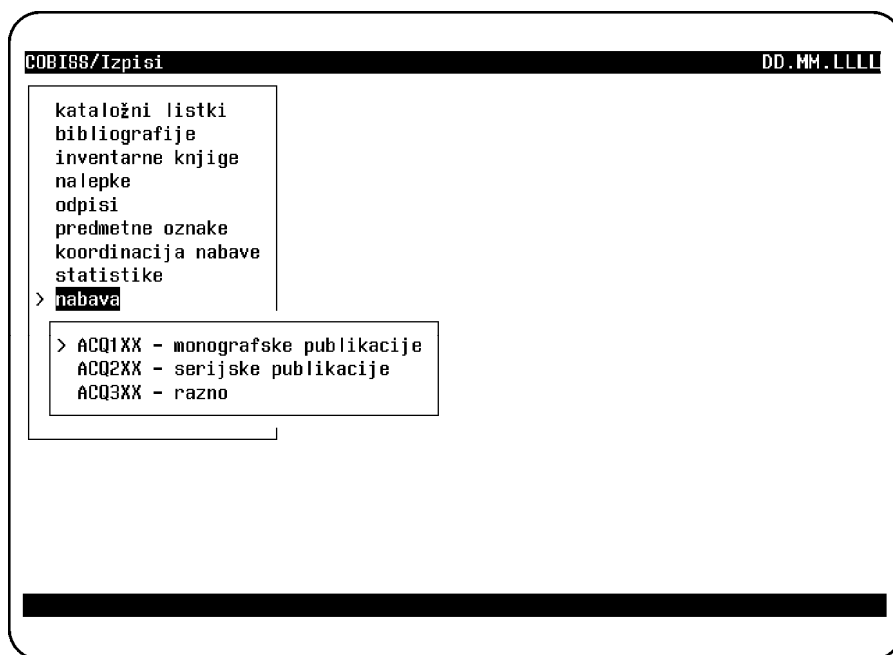 COBISS/Izpisi DD.MM.LLLL
kataložni listki
bibliografije
inventarne knjige
nalepke
odpisi
predmetne oznake
koordinacija nabave
statistike
> nabava
> ACQ1XX - monografske publikacije
ACQ2XX - serijske publikacije
ACQ3XX - razno